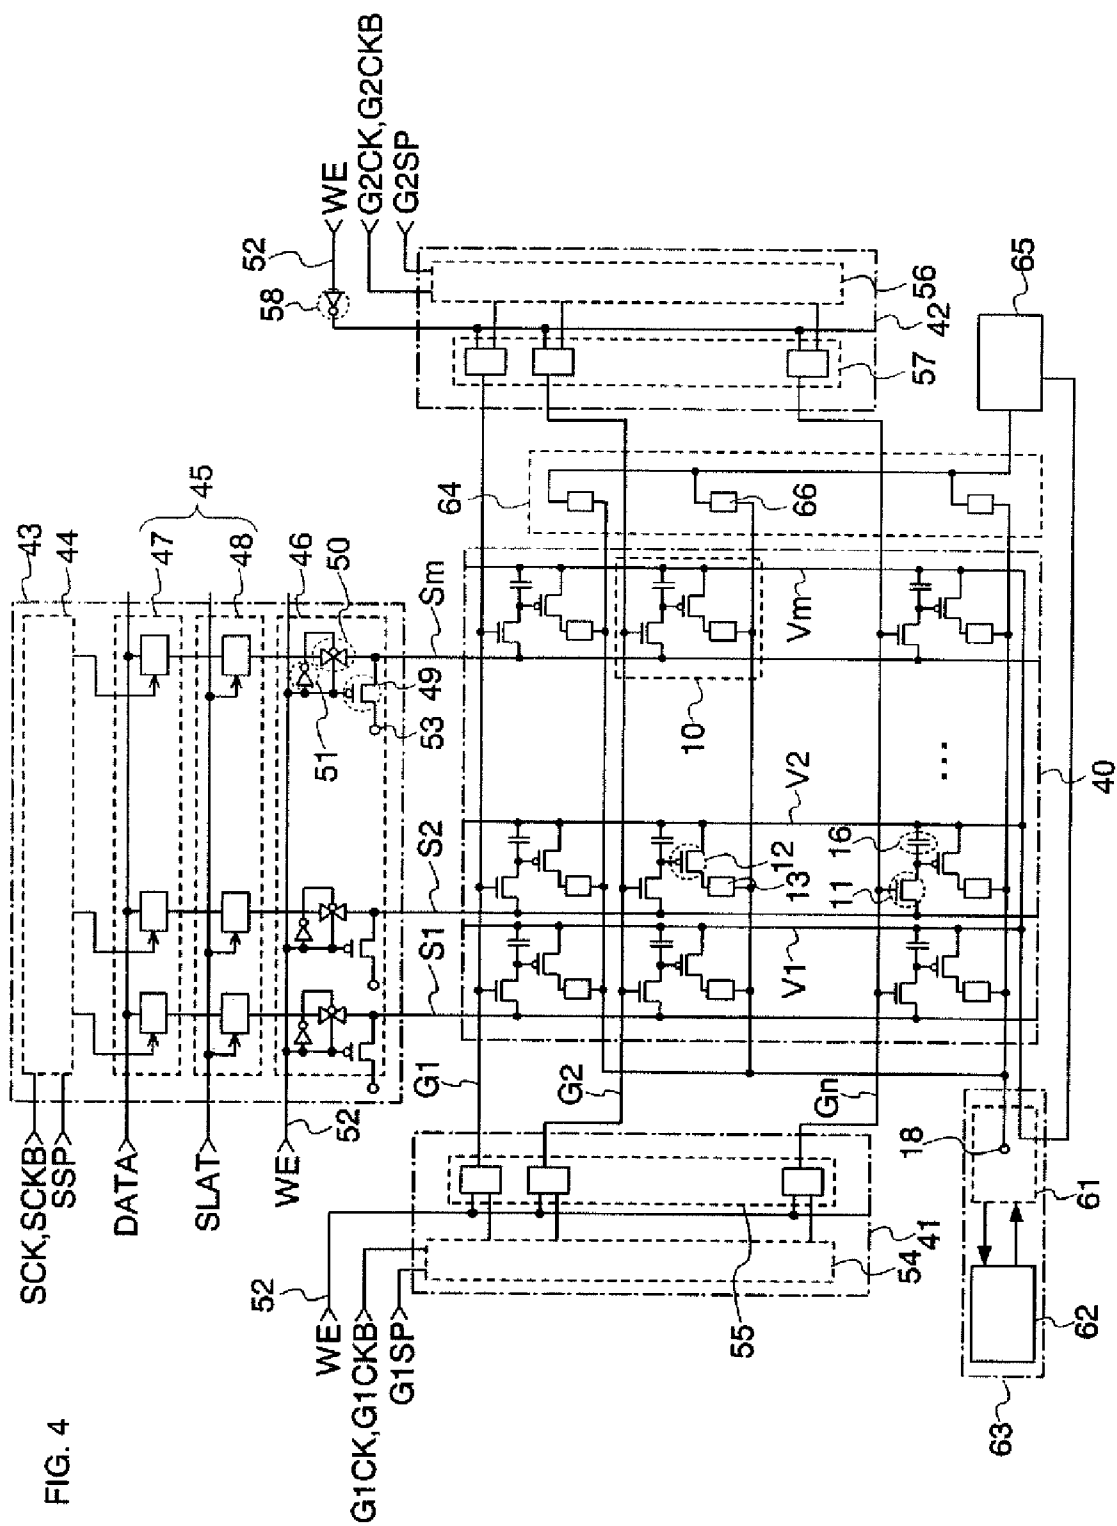 FIG. 4
SCK,SCKB
SSP
DATA
SLAT
WE
52
43
44
47
45
48
46
50
51
49
53
S1
S2
Sm
52
WE
G1CK,G1CKB
G1SP
G1
G2
Gn
55
54
41
V1
V2
Vm
10
12
13
16
11
...
40
58
52
WE
G2CK,G2CKB
G2SP
56
42
57
64
66
65
18
61
62
63